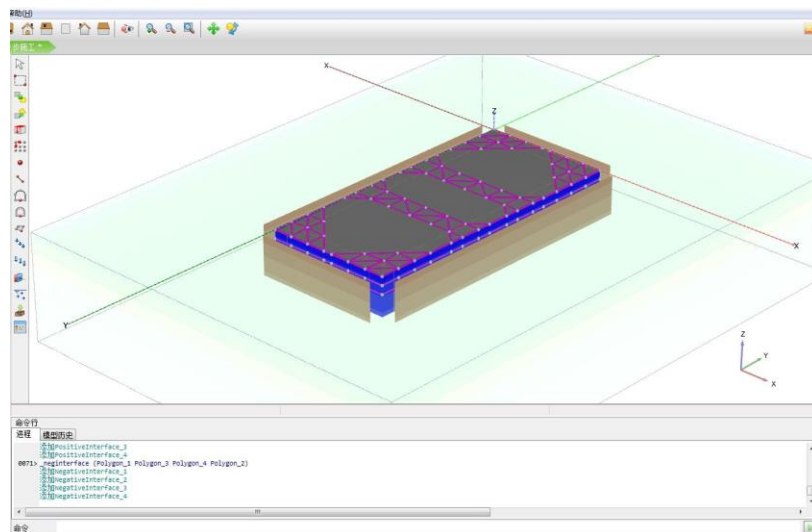 帮助(H)
步施工 *
X
Z
X
Y
Z
Y
X
命令行
进程 模型历史
添加PositiveInterface_3
添加PositiveInterface_4
0071> _neginterface (Polygon_1 Polygon_3 Polygon_4 Polygon_2)
添加NegativeInterface_1
添加NegativeInterface_2
添加NegativeInterface_3
添加NegativeInterface_4
命令